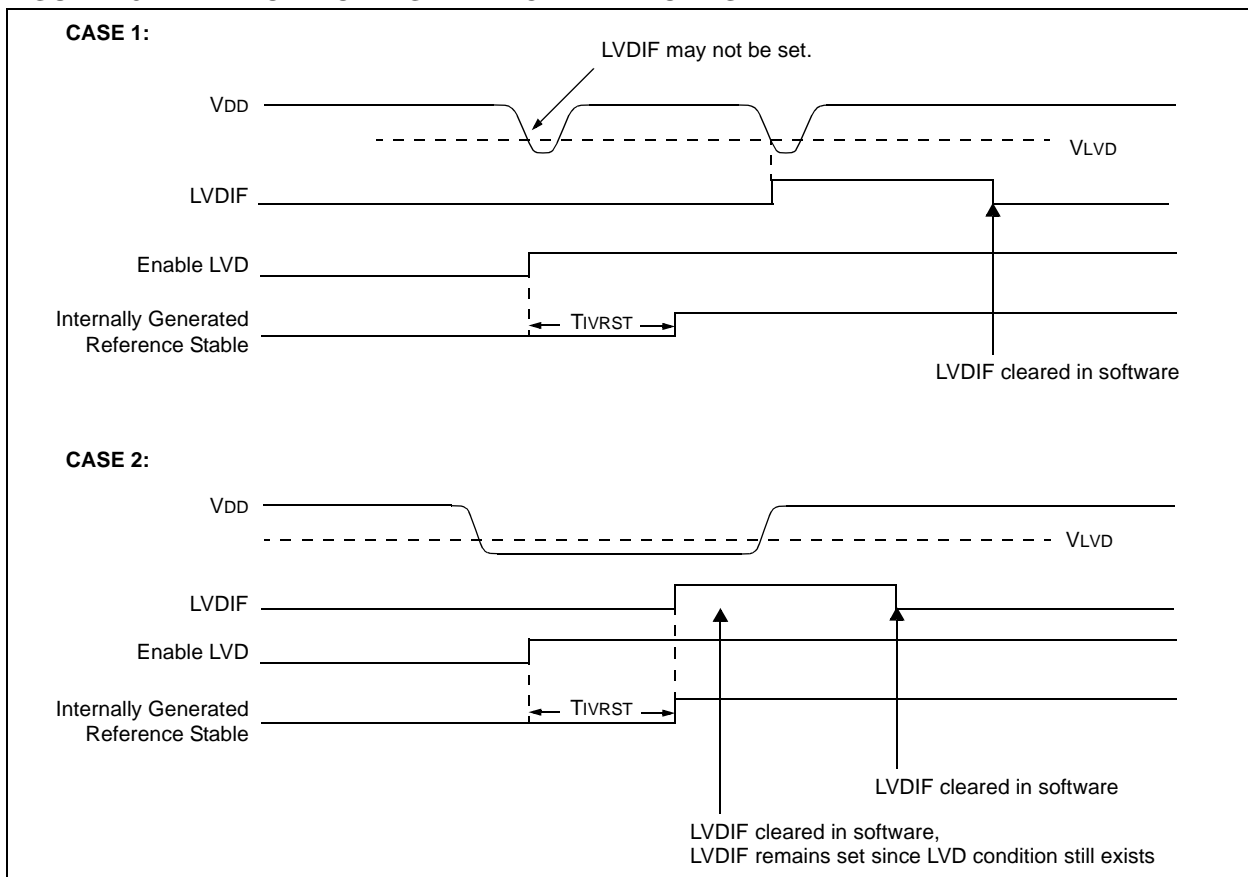 CASE 1:
LVDIF may not be set.
VDD
VLVD
LVDIF
Enable LVD
Internally Generated
Reference Stable
TIVRST
LVDIF cleared in software
CASE 2:
VDD
VLVD
LVDIF
Enable LVD
Internally Generated
Reference Stable
TIVRST
LVDIF cleared in software
LVDIF cleared in software,
LVDIF remains set since LVD condition still exists